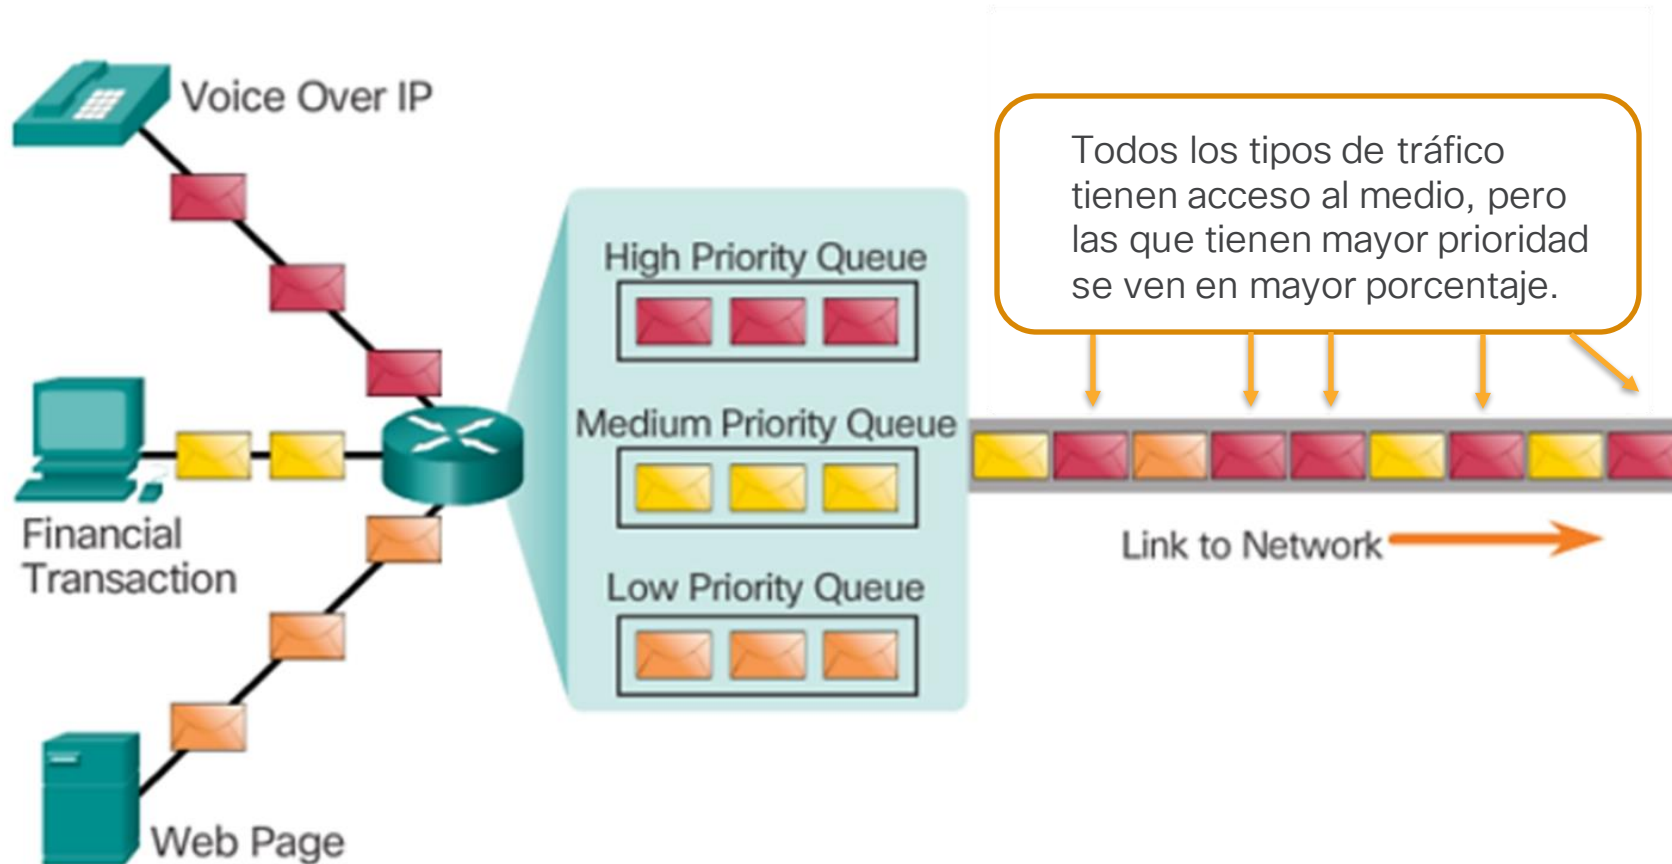 Voice Over IP
Todos los tipos de tráfico
tienen acceso al medio, pero
las que tienen mayor prioridad
se ven en mayor porcentaje.
High Priority Queue
Medium Priority Queue
Low Priority Queue
Financial
Transaction
Link to Network
Web Page